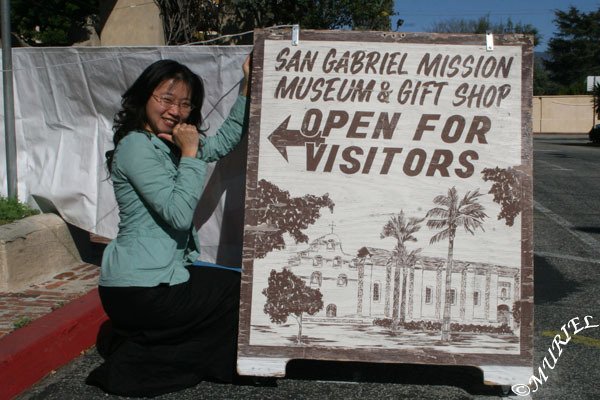 SAN GABRIEL MISSION
MUSEUM & GIFT SHOP
OPEN FOR
VISITORS
©MURIEL